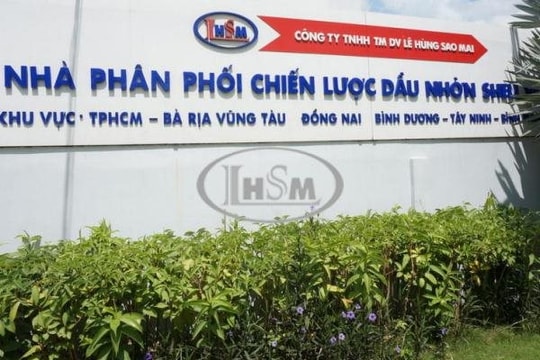 LHSM
CÔNG TY TNHH TM DV LÊ HÙNG SAO MAI
NHÀ PHÂN PHỐI CHIẾN LƯỢC DẦU NHỜN SHELL
KHU VỰC · TPHCM – BÀ RỊA VŨNG TÀU ĐỒNG NAI BÌNH DƯƠNG – TÂY NINH –
LHSM